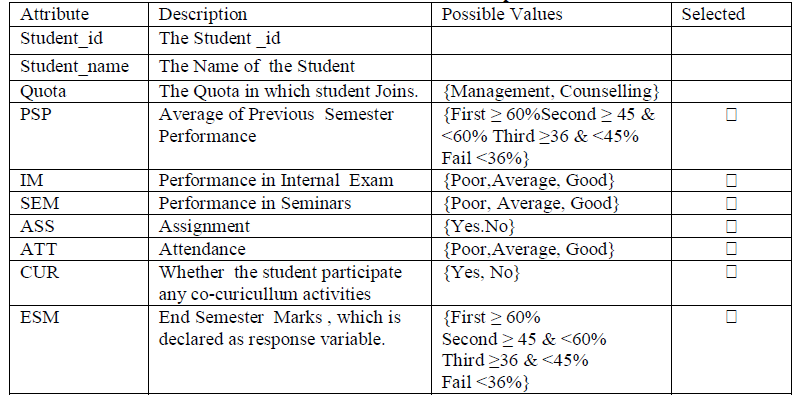 Attribute Description Possible Values Selected
Student_id The Student _id
Student_name The Name of the Student
Quota The Quota in which student Joins. {Management, Counselling}
PSP Average of Previous Semester {First ≥ 60%Second ≥ 45 & □
Performance <60% Third ≥36 & <45%
Fail <36%}
IM Performance in Internal Exam {Poor,Average, Good} □
SEM Performance in Seminars {Poor, Average, Good} □
ASS Assignment {Yes.No} □
ATT Attendance {Poor,Average, Good} □
CUR Whether the student participate {Yes, No} □
any co-curicullum activities
ESM End Semester Marks , which is {First ≥ 60% □
declared as response variable. Second ≥ 45 & <60%
Third ≥36 & <45%
Fail <36%}